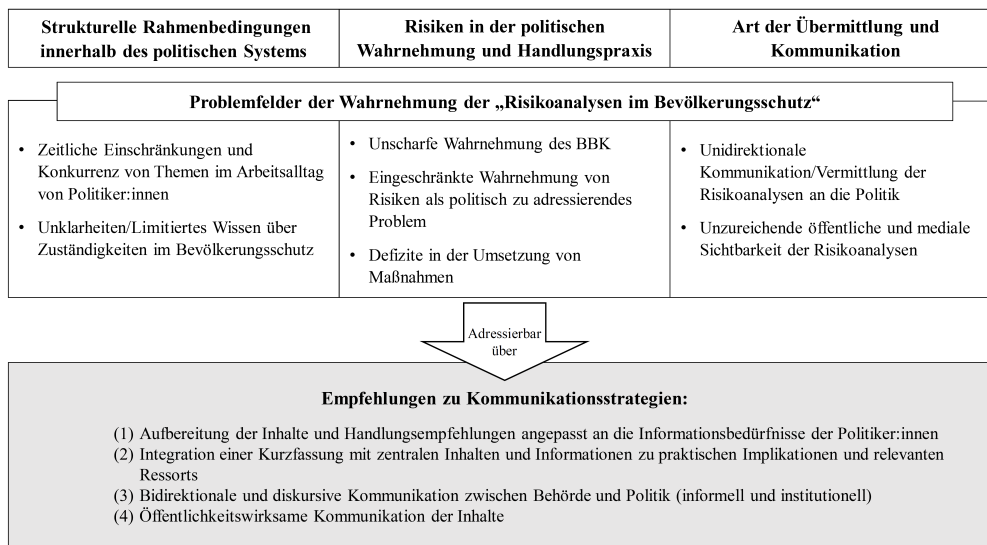 Strukturelle Rahmenbedingungen
innerhalb des politischen Systems
Risiken in der politischen
Wahrnehmung und Handlungspraxis
Art der Übermittlung und
Kommunikation
Problemfelder der Wahrnehmung der „Risikoanalysen im Bevölkerungsschutz“
• Zeitliche Einschränkungen und
Konkurrenz von Themen im Arbeitsalltag
von Politiker:innen
• Unklarheiten/Limitiertes Wissen über
Zuständigkeiten im Bevölkerungsschutz
• Unscharfe Wahrnehmung des BBK
• Eingeschränkte Wahrnehmung von
Risiken als politisch zu adressierendes
Problem
• Defizite in der Umsetzung von
Maßnahmen
• Unidirektionale
Kommunikation/Vermittlung der
Risikoanalysen an die Politik
• Unzureichende öffentliche und mediale
Sichtbarkeit der Risikoanalysen
Adressierbar
über
Empfehlungen zu Kommunikationsstrategien:
(1) Aufbereitung der Inhalte und Handlungsempfehlungen angepasst an die Informationsbedürfnisse der Politiker:innen
(2) Integration einer Kurzfassung mit zentralen Inhalten und Informationen zu praktischen Implikationen und relevanten
Ressorts
(3) Bidirektionale und diskursive Kommunikation zwischen Behörde und Politik (informell und institutionell)
(4) Öffentlichkeitswirksame Kommunikation der Inhalte